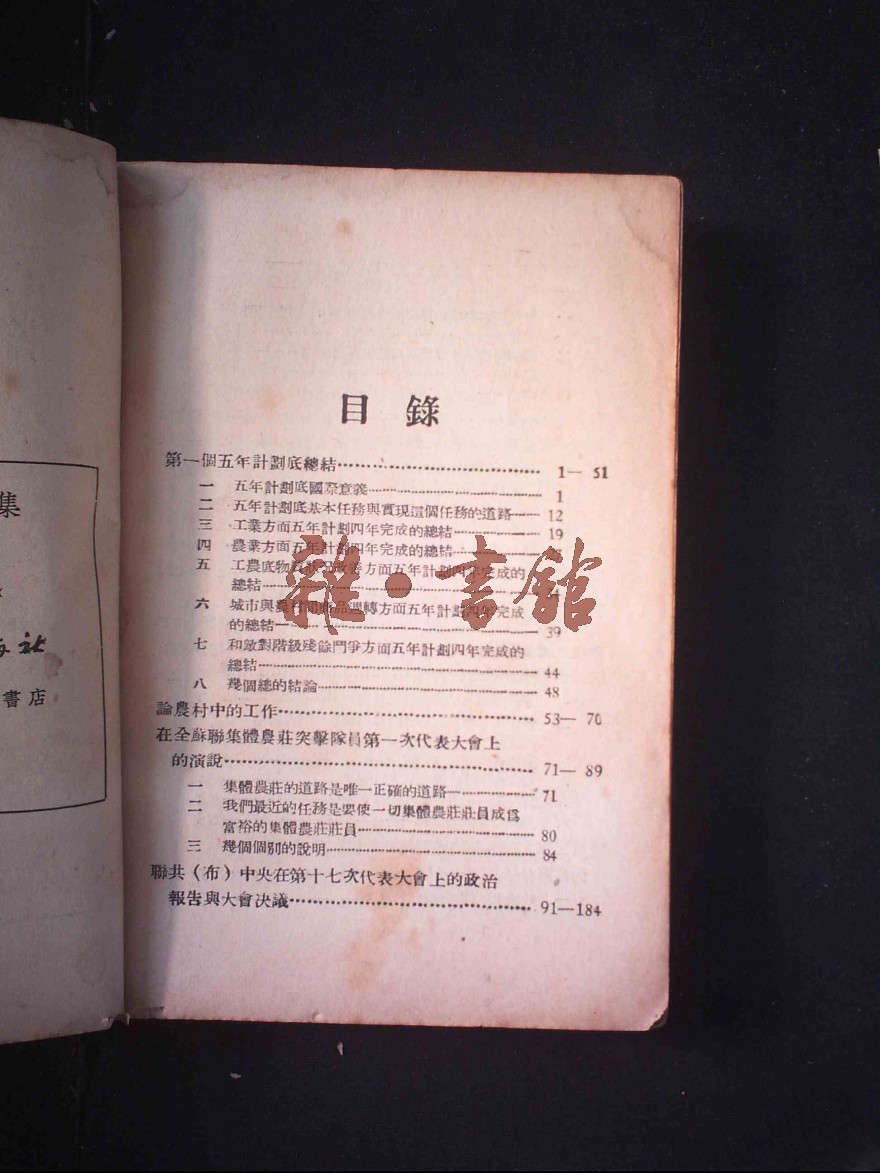 集
書店
目錄
第一個五年計劃底總結 1— 51
一 五年計劃底國際意義 1
二 五年計劃底基本任務與實現這個任務的道路 12
三 工業方面五年計劃四年完成的總結 19
四 農業方面五年計劃四年完成的總結
五 工農底物質狀況改善方面五年計劃四年完成的
總結
六 城市與農村間商品週轉方面五年計劃四年完成
的總結 39
七 和敵對階級殘餘鬥爭方面五年計劃四年完成的
總結 44
八 幾個總的結論 48
論農村中的工作 53— 70
在全蘇聯集體農莊突擊隊員第一次代表大會上
的演說 71— 89
一 集體農莊的道路是唯一正確的道路 71
二 我們最近的任務是要使一切集體農莊莊員成爲
富裕的集體農莊莊員 80
三 幾個個別的說明 84
聯共（布）中央在第十七次代表大會上的政治
報告與大會決議 91—184
雜·書館